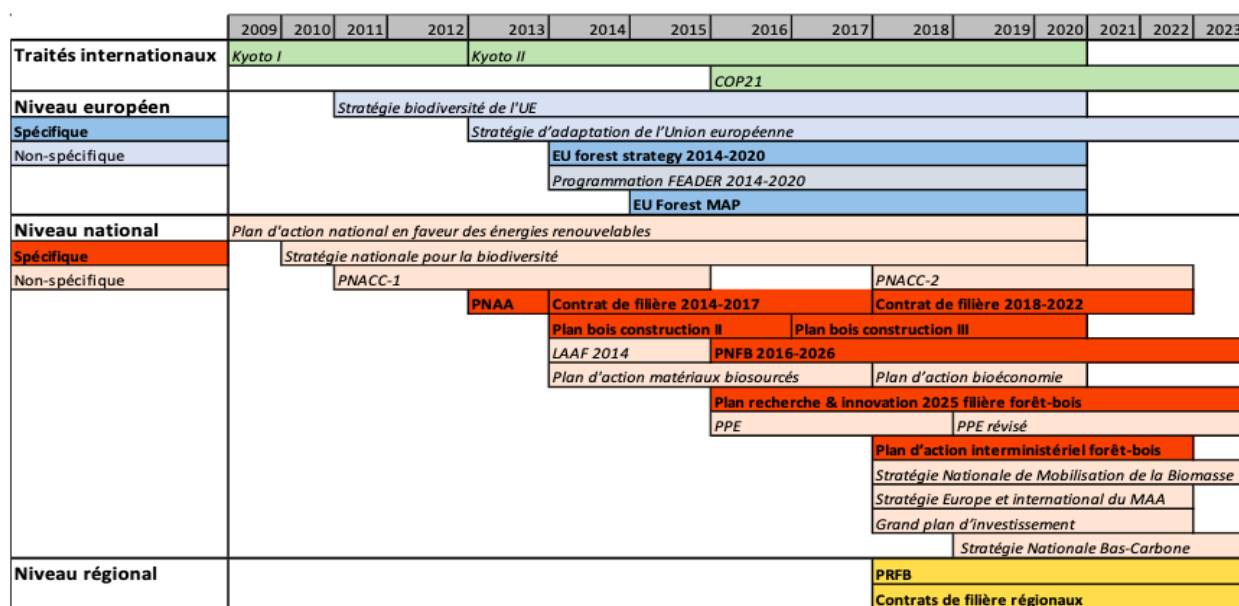 2009 2010 2011 2012 2013 2014 2015 2016 2017 2018 2019 2020 2021 2022 2023
Traités internationaux Kyoto I Kyoto II
COP21
Niveau européen Stratégie biodiversité de l'UE
Spécifique Stratégie d’adaptation de l’Union européenne
Non-spécifique EU forest strategy 2014-2020
Programmation FEADER 2014-2020
EU Forest MAP
Niveau national Plan d'action national en faveur des énergies renouvelables
Spécifique Stratégie nationale pour la biodiversité
Non-spécifique PNACC-1 PNACC-2
PNAA Contrat de filière 2014-2017 Contrat de filière 2018-2022
Plan bois construction II Plan bois construction III
LAAF 2014 PNFB 2016-2026
Plan d'action matériaux biosourcés Plan d’action bioéconomie
Plan recherche & innovation 2025 filière forêt-bois
PPE PPE révisé
Plan d’action interministériel forêt-bois
Stratégie Nationale de Mobilisation de la Biomasse
Stratégie Europe et international du MAA
Grand plan d’investissement
Stratégie Nationale Bas-Carbone
Niveau régional PRFB
Contrats de filière régionaux